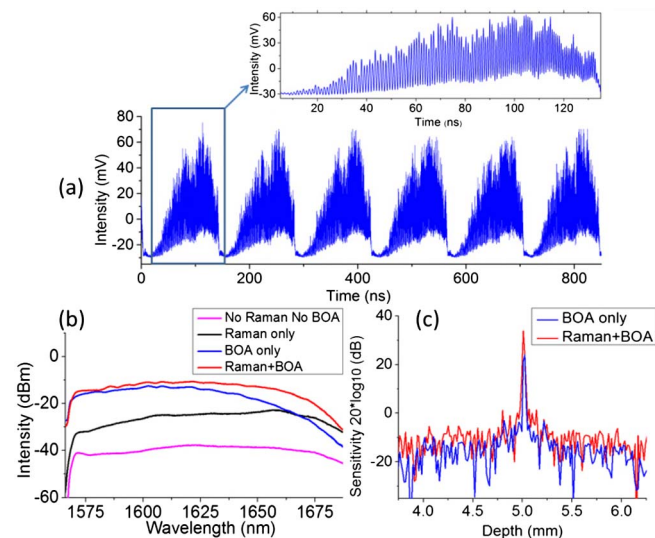 60
30
0
-30
Intensity (mV)
20 40 60 80 100 120
Time (ns)
(a)
80
60
40
20
0
-20
Intensity (mV)
0 200 400 600 800
Time (ns)
(b)
No Raman No BOA
Raman only
BOA only
Raman+BOA
0
-20
-40
-60
Intensity (dBm)
1575 1600 1625 1650 1675
Wavelength (nm)
(c)
BOA only
Raman+BOA
40
20
0
-20
Sensitivity 20*log10 (dB)
4.0 4.5 5.0 5.5 6.0
Depth (mm)